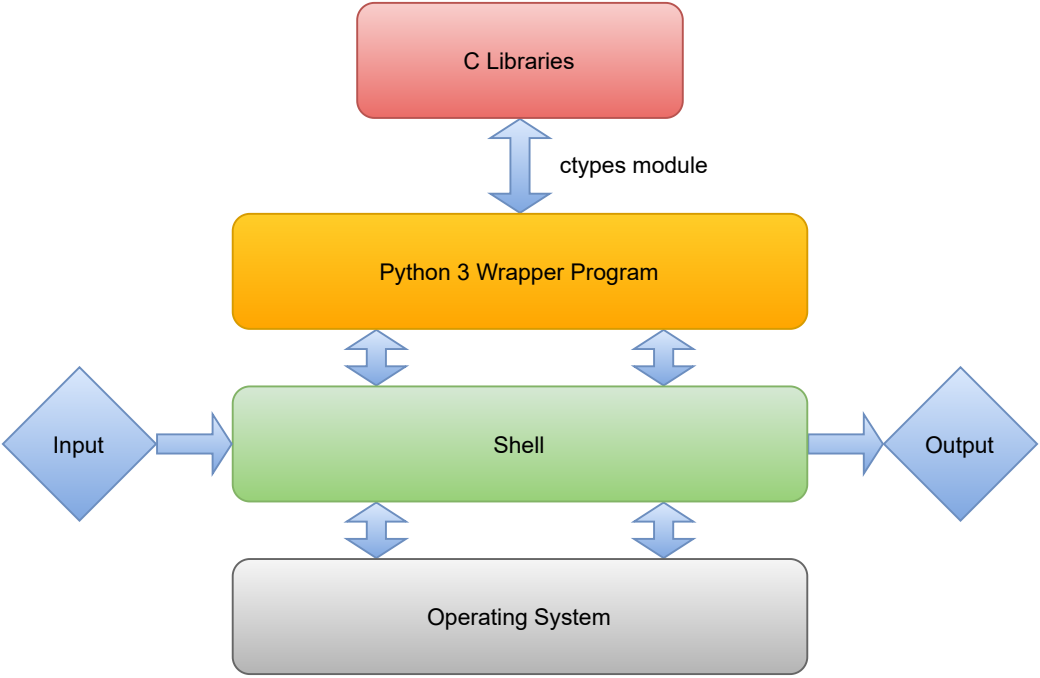 C Libraries
ctypes module
Python 3 Wrapper Program
Input
Shell
Output
Operating System